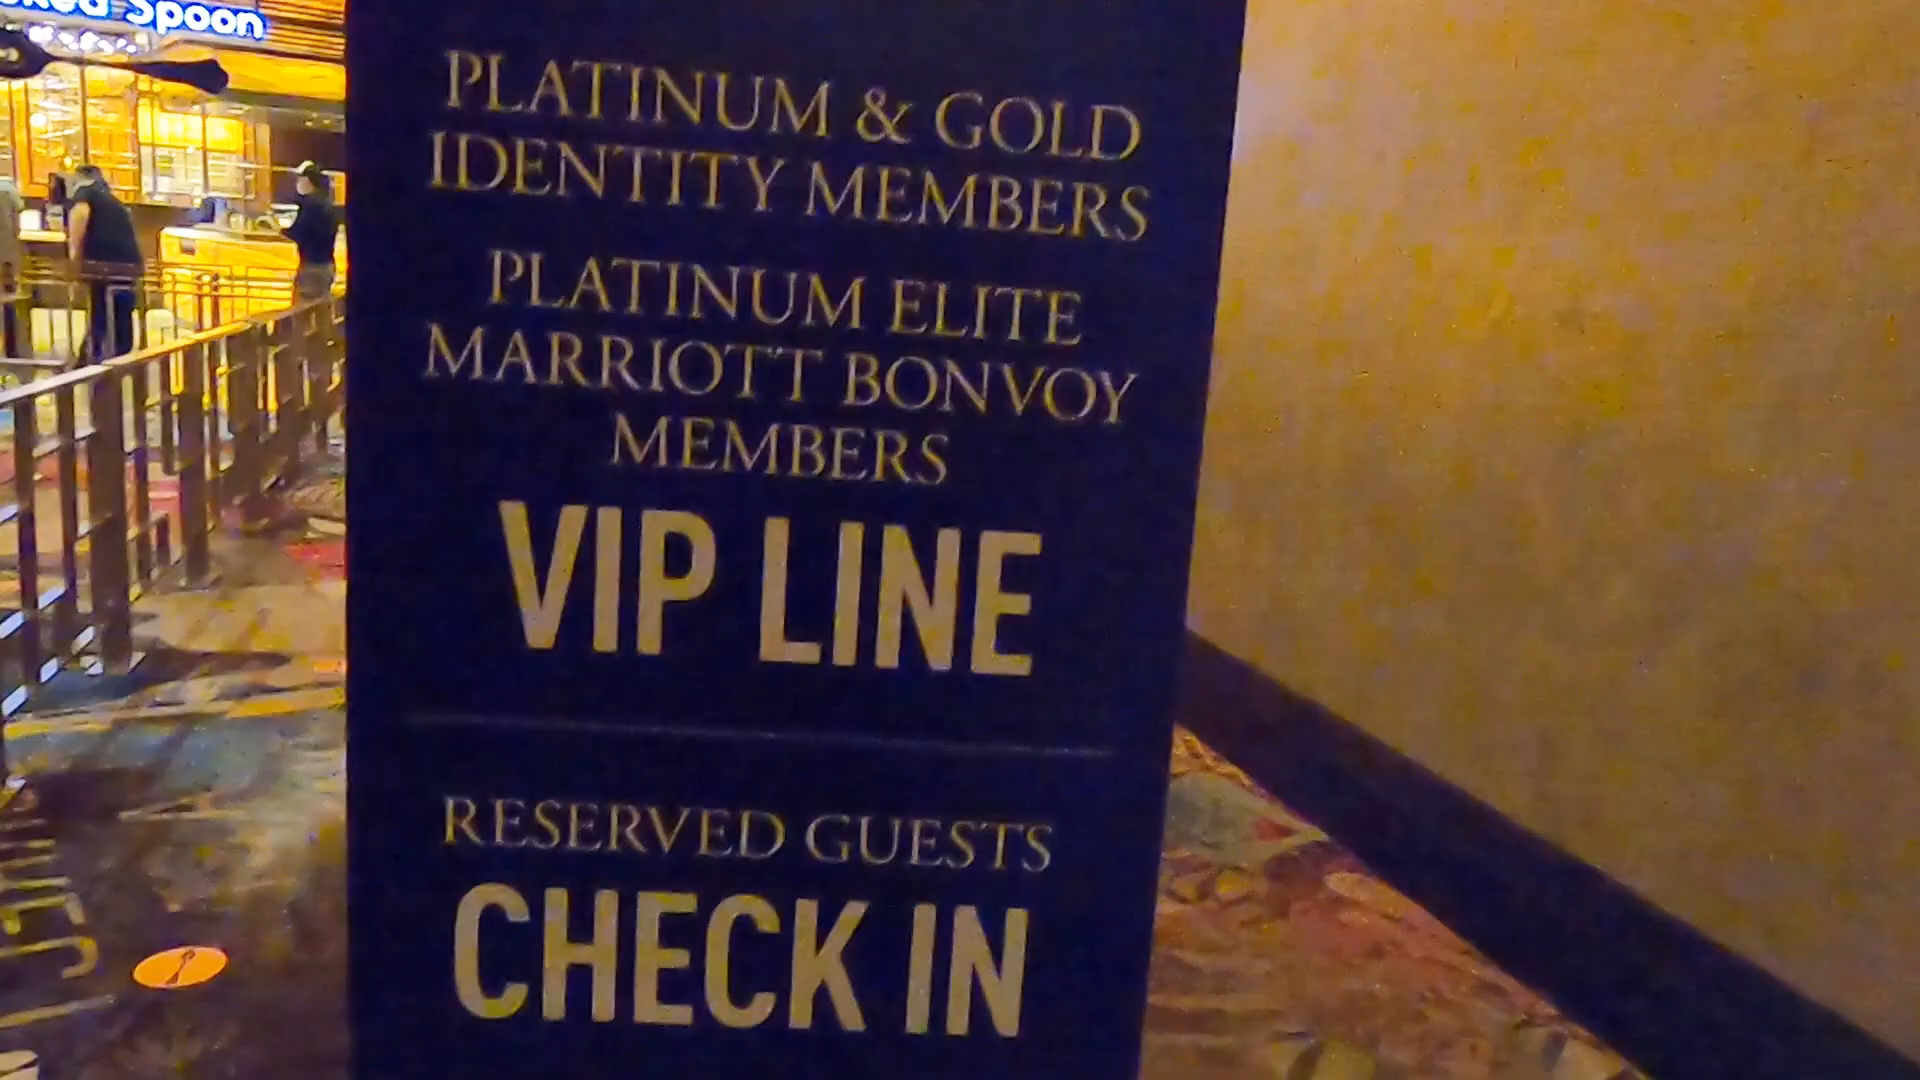 Spoon
PLATINUM & GOLD
IDENTITY MEMBERS
PLATINUM ELITE
MARRIOTT BONVOY
MEMBERS
VIP LINE
RESERVED GUESTS
CHECK IN